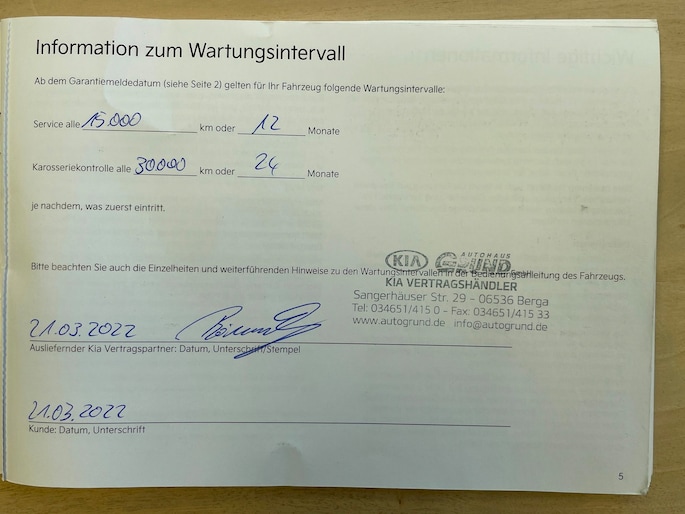 Information zum Wartungsintervall
Ab dem Garantiemeldedatum (siehe Seite 2) gelten für Ihr Fahrzeug folgende Wartungsintervalle:
Service alle 15.000 km oder 12 Monate
Karosseriekontrolle alle 30000 km oder 24 Monate
je nachdem, was zuerst eintritt.
KIA AUTOHAUS GRUND
Bitte beachten Sie auch die Einzelheiten und weiterführenden Hinweise zu den Wartungsintervallen in der Bedienungsanleitung des Fahrzeugs.
KIA VERTRAGSHÄNDLER
Sangerhäuser Str. 29 - 06536 Berga
Tel: 034651/415 0 - Fax: 034651/415 33
www.autogrund.de info@autogrund.de
21.03.2022
Ausliefernder Kia Vertragspartner: Datum, Unterschrift/Stempel
21.03.2022
Kunde: Datum, Unterschrift
5